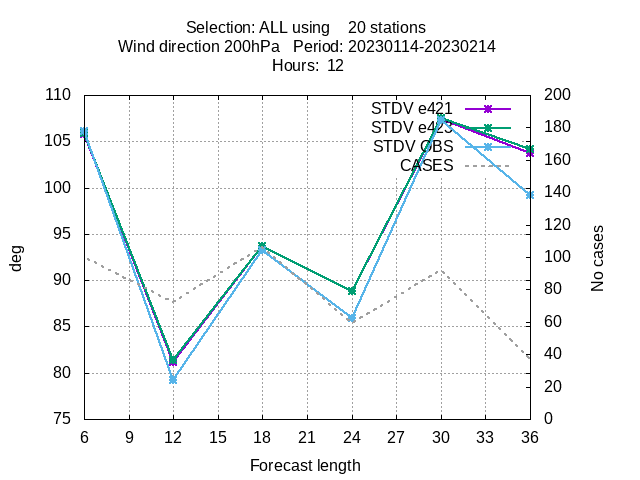 Selection: ALL using    20 stations
Wind direction 200hPa   Period: 20230114-20230214
Hours:  12
110
105
100
95
90
85
80
75
200
180
160
140
120
100
80
60
40
20
0
STDV e421
STDV
STDV OBS
CASES
deg
No cases
6 9 12 15 18 21 24 27 30 33 36
Forecast length